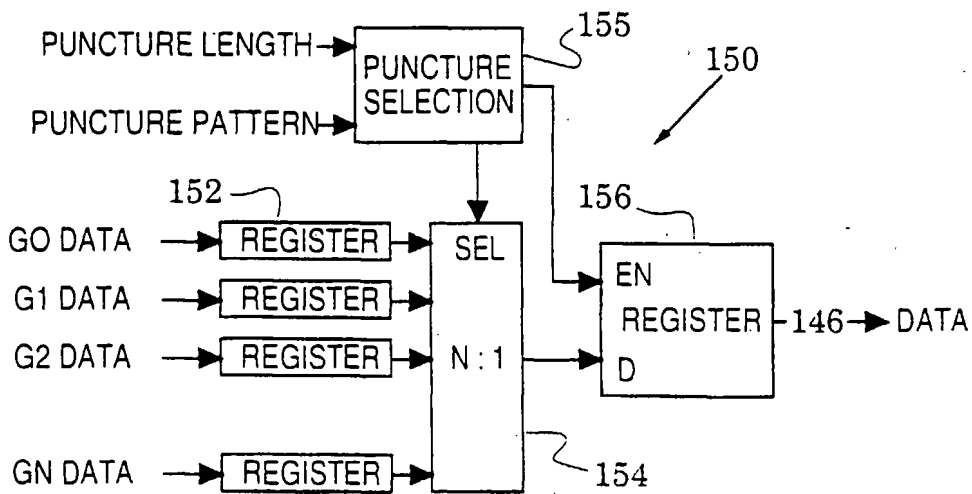 PUNCTURE LENGTH
PUNCTURE PATTERN
PUNCTURE
SELECTION
155
150
152
156
GO DATA
REGISTER
SEL
G1 DATA
REGISTER
EN
REGISTER
146
DATA
G2 DATA
REGISTER
N : 1
D
GN DATA
REGISTER
154